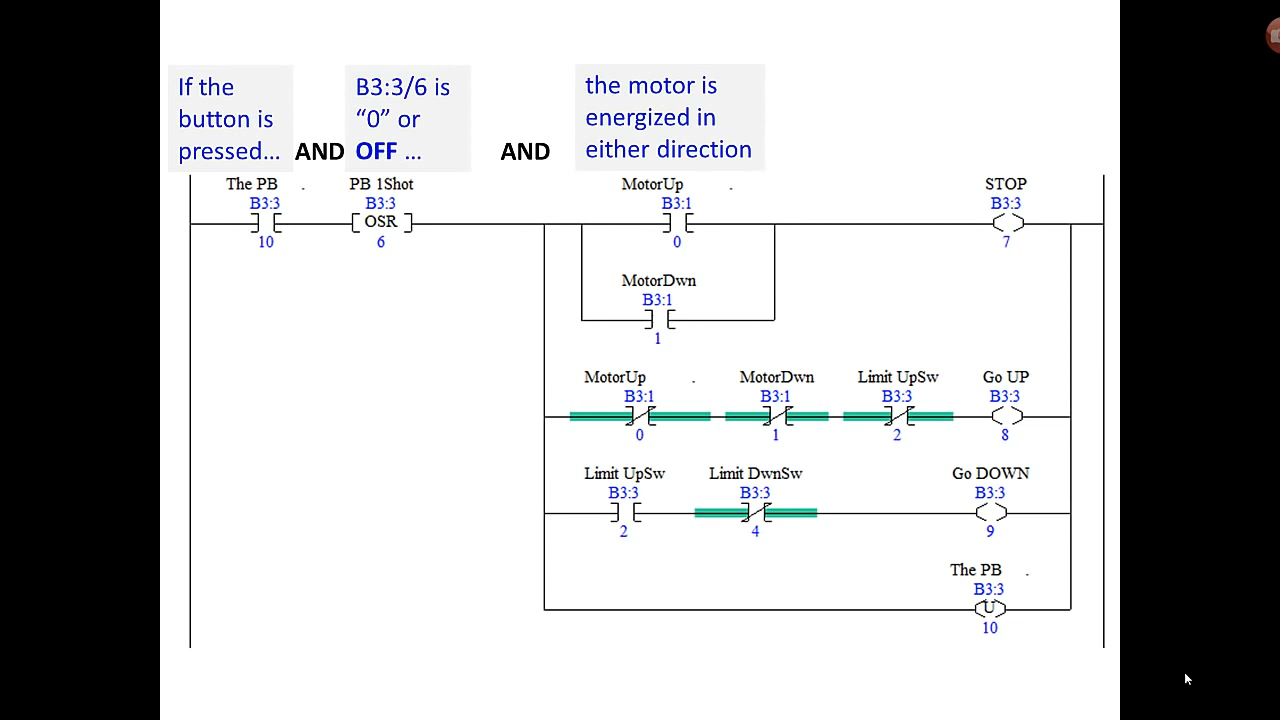 If the
button is
pressed...
AND
B3:3/6 is
“0” or
OFF ...
AND
the motor is
energized in
either direction
The PB .
B3:3
10
PB 1Shot
B3:3
OSR
6
MotorUp .
B3:1
0
STOP
B3:3
7
MotorDwn
B3:1
1
MotorUp .
B3:1
0
MotorDwn
B3:1
1
Limit UpSw
B3:3
2
Go UP
B3:3
8
Limit UpSw
B3:3
2
Limit DwnSw
B3:3
4
Go DOWN
B3:3
9
The PB .
B3:3
U
10